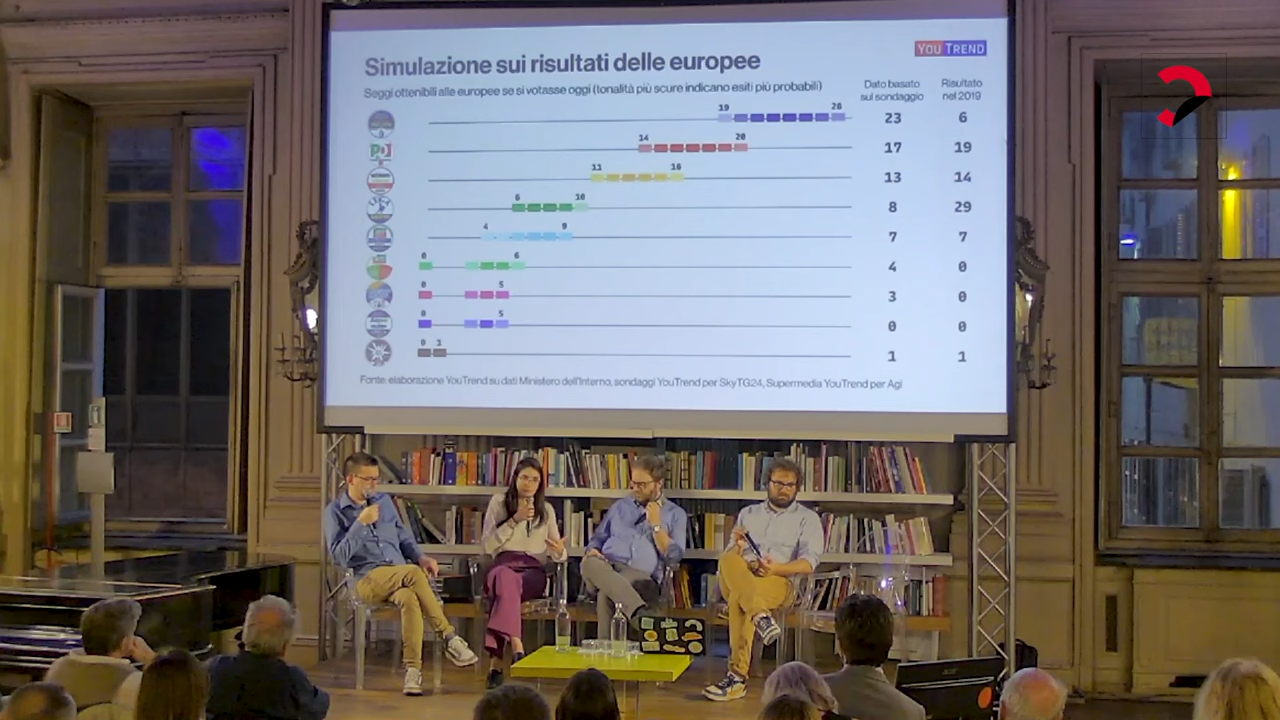 YOUTREND
Simulazione sui risultati delle europee
Seggi ottenibili alle europee se si votasse oggi (tonalità più scure indicano esiti più probabili)
Dato basato
sul sondaggio
Risultato
nel 2019
19 28 23 6
PD 14 20 17 19
11 16 13 14
6 10 8 29
4 9 7 7
0 6 4 0
0 5 3 0
0 5 0 0
0 1 1 1
Fonte: elaborazione YouTrend su dati Ministero dell'Interno, sondaggi YouTrend per SkyTG24, Supermedia YouTrend per Agi
acer